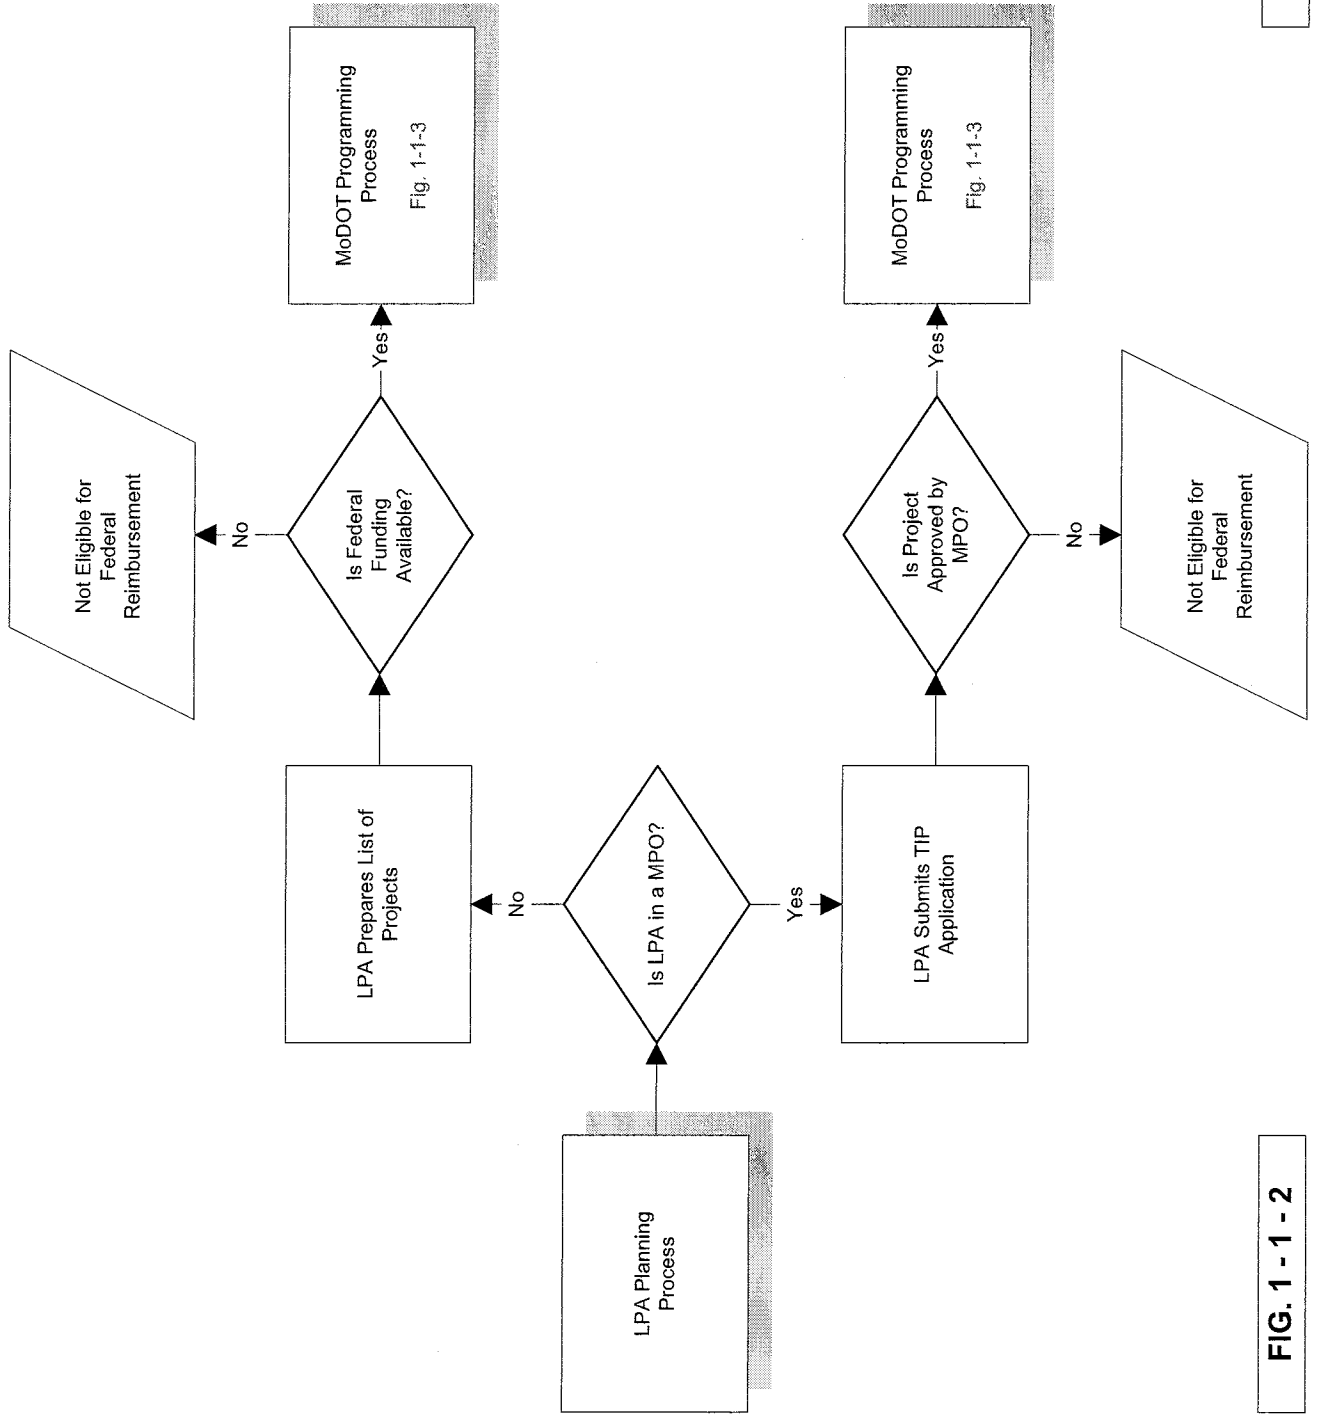 LPA Planning
Process
Is LPA in a MPO?
No
LPA Prepares List of
Projects
Is Federal
Funding
Available?
No
Not Eligible for
Federal
Reimbursement
Yes
MoDOT Programming
Process
Fig. 1-1-3
Yes
LPA Submits TIP
Application
Is Project
Approved by
MPO?
No
Not Eligible for
Federal
Reimbursement
Yes
MoDOT Programming
Process
Fig. 1-1-3
FIG. 1 - 1 - 2